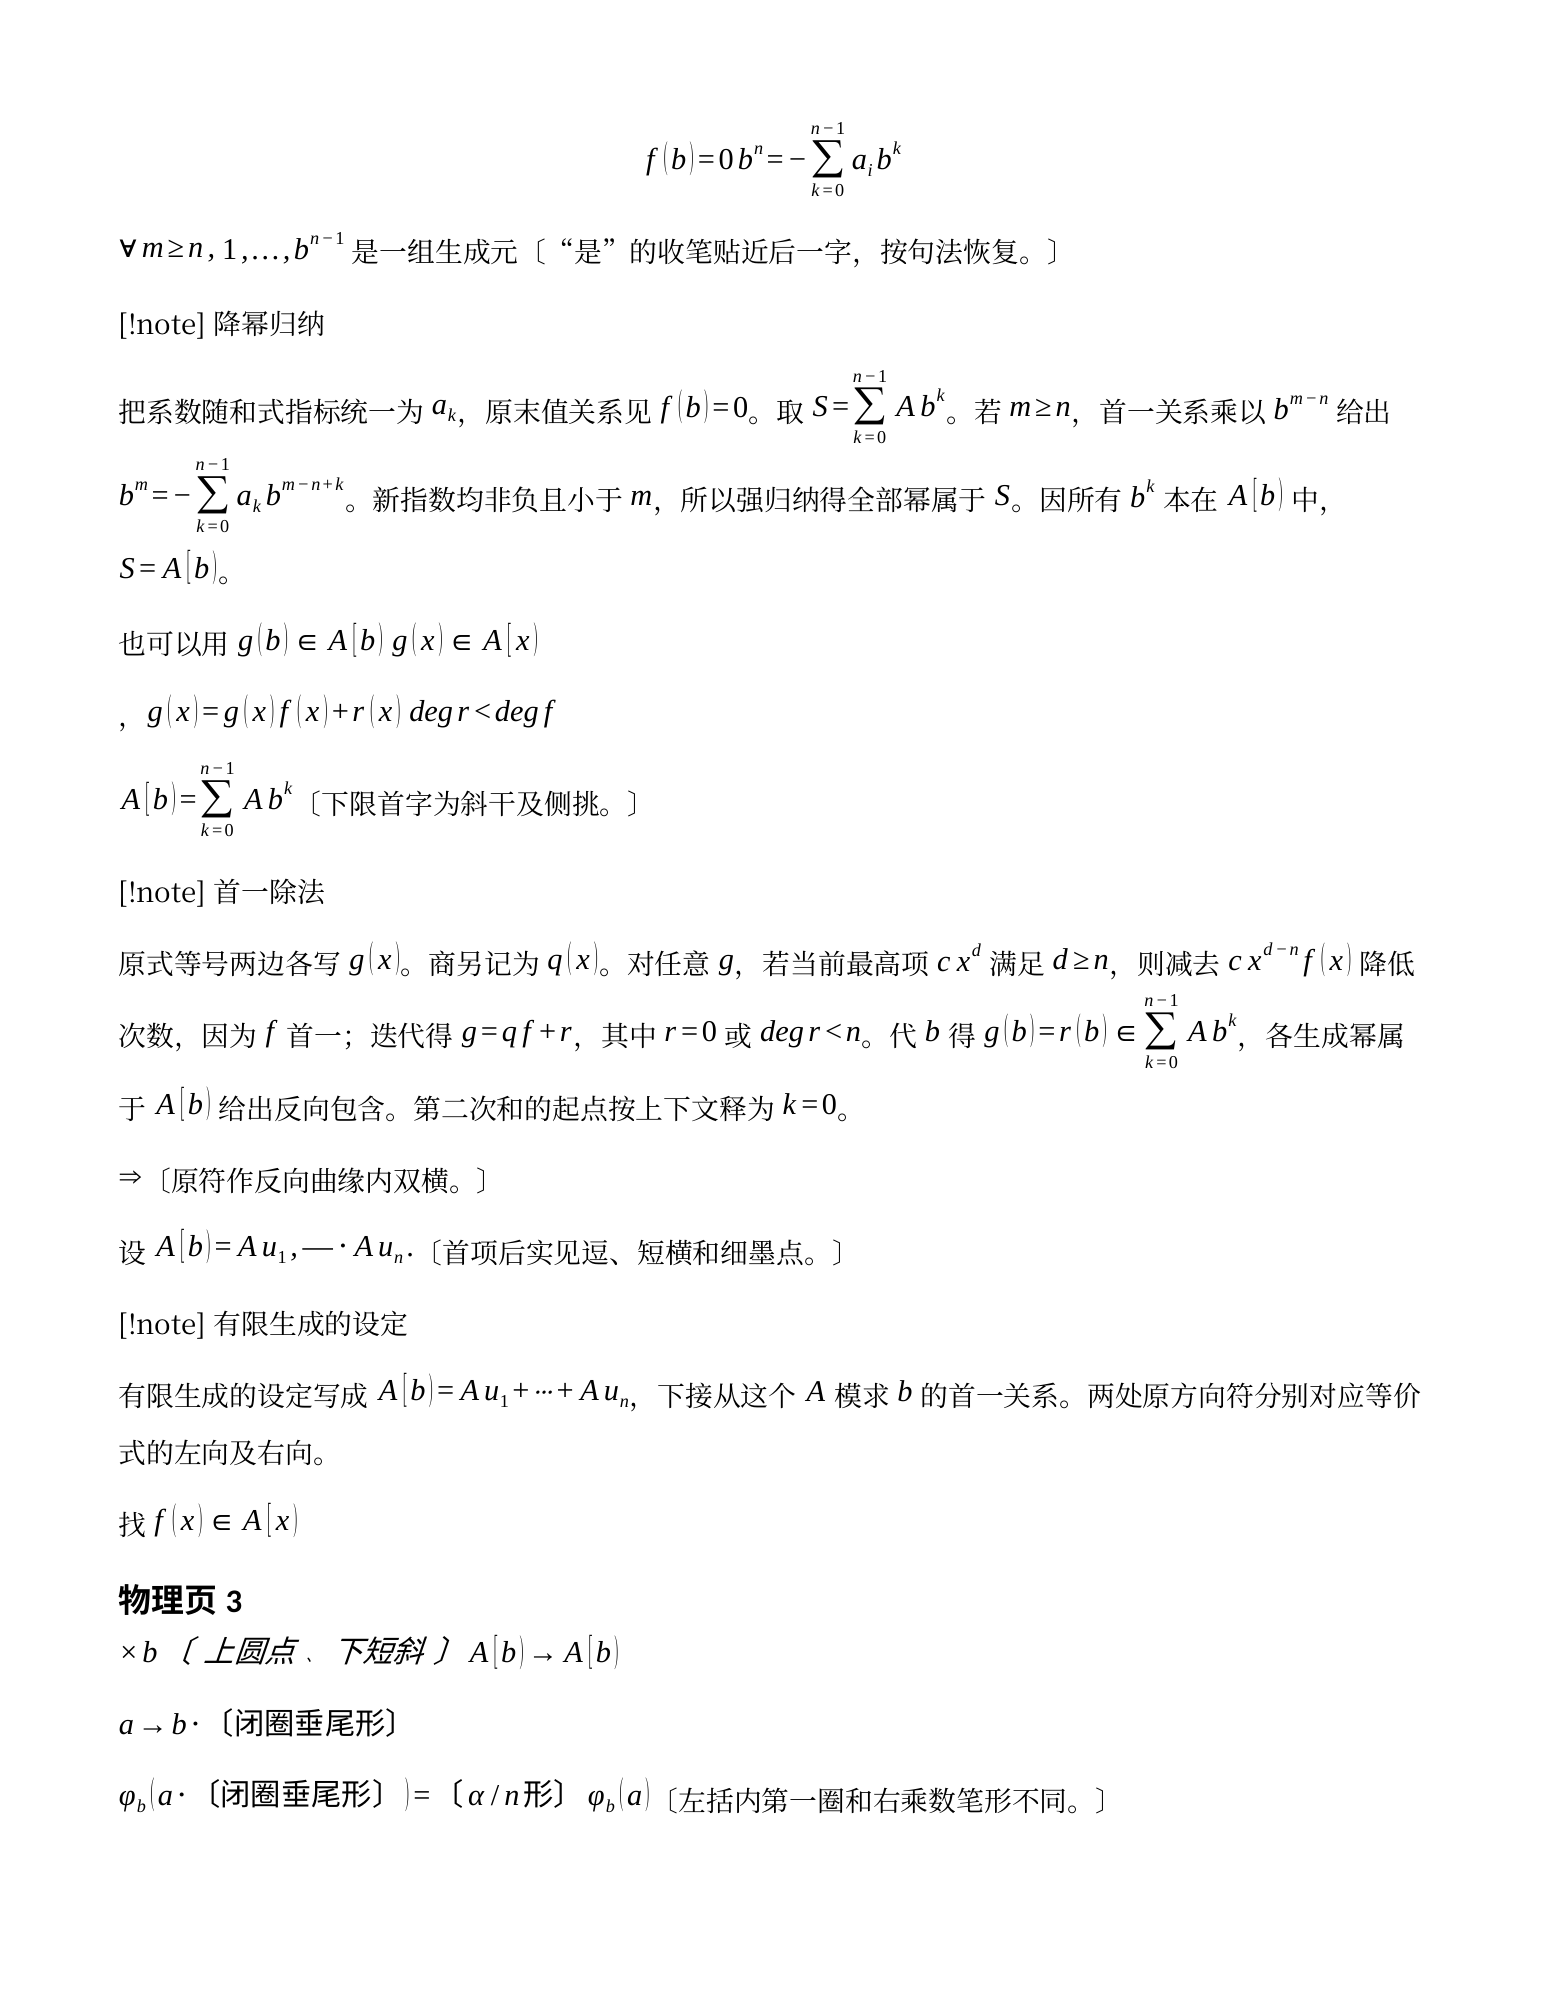 f(b)=0 b^n=−∑_{k=0}^{n−1} a_i b^k
∀m≥n, 1,…,b^{n−1} 是一组生成元〔“是”的收笔贴近后一字，按句法恢复。〕
[!note] 降幂归纳
把系数随和式指标统一为 a_k，原末值关系见 f(b)=0。取 S=∑_{k=0}^{n−1} A b^k。若 m≥n，首一关系乘以 b^{m−n} 给出
b^m=−∑_{k=0}^{n−1} a_k b^{m−n+k}。新指数均非负且小于 m，所以强归纳得全部幂属于 S。因所有 b^k 本在 A[b) 中，
S=A[b)。
也可以用 g(b)∈A[b) g(x)∈A[x)
，g(x)=g(x)f(x)+r(x) deg r<deg f
A[b)=∑_{k=0}^{n−1} A b^k〔下限首字为斜干及侧挑。〕
[!note] 首一除法
原式等号两边各写 g(x)。商另记为 q(x)。对任意 g，若当前最高项 c x^d 满足 d≥n，则减去 c x^{d−n} f(x) 降低
次数，因为 f 首一；迭代得 g=qf+r，其中 r=0 或 deg r<n。代 b 得 g(b)=r(b)∈∑_{k=0}^{n−1} A b^k，各生成幂属
于 A[b) 给出反向包含。第二次和的起点按上下文释为 k=0。
⇒〔原符作反向曲缘内双横。〕
设 A[b)=A u_1,—·A u_n.〔首项后实见逗、短横和细墨点。〕
[!note] 有限生成的设定
有限生成的设定写成 A[b)=A u_1+⋯+A u_n，下接从这个 A 模求 b 的首一关系。两处原方向符分别对应等价
式的左向及右向。
找 f(x)∈A[x)
物理页 3
×b〔上圆点、下短斜〕A[b)→A[b)
a→b·〔闭圈垂尾形〕
φ_b(a·〔闭圈垂尾形〕)=〔α/n形〕φ_b(a)〔左括内第一圈和右乘数笔形不同。〕